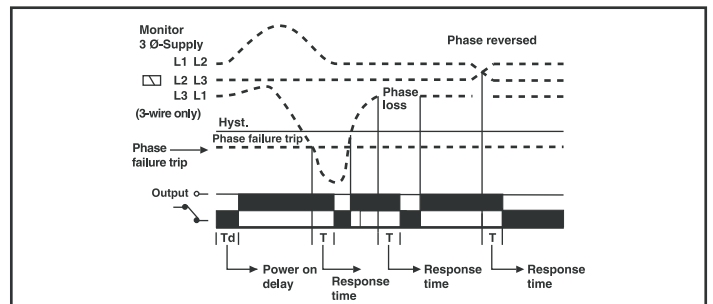 Monitor
3 Ø-Supply
Phase reversed
L1 L2
L2 L3
L3 L1
Phase
loss
(3-wire only)
Hyst.
Phase failure trip
Phase
failure trip
Output
Td
T
T
T
Power on
delay
Response
time
Response
time
Response
time